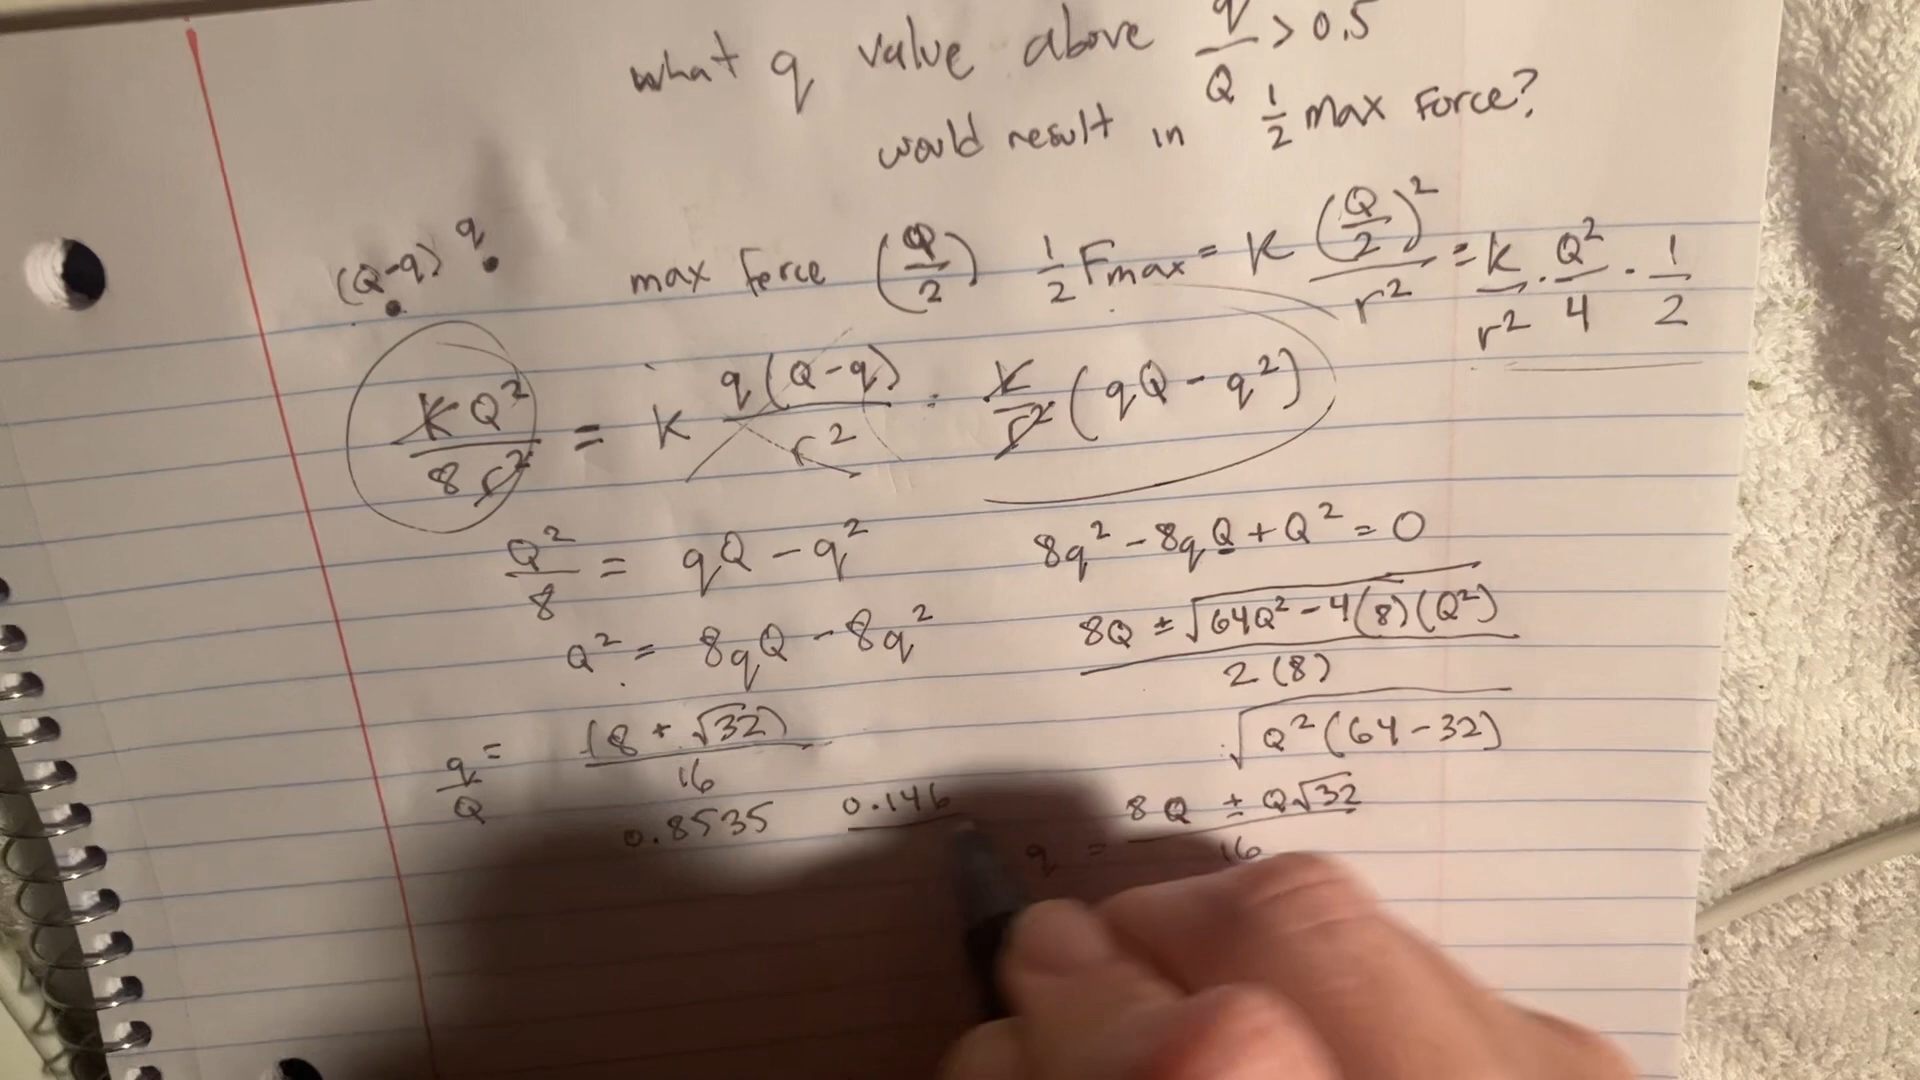 what q value above q/Q > 0.5
would result in 1/2 max Force?
(Q-q) q
max force (Q/2) 1/2 Fmax = K (Q/2)²/r² = K/r² · Q²/4 · 1/2
KQ²/8r² = K q(Q-q)/r² = K/r² (qQ - q²)
Q²/8 = qQ - q²
Q² = 8qQ - 8q²
8q² - 8qQ + Q² = 0
8Q ± √(64Q² - 4(8)(Q²)) / 2(8)
√(Q²(64-32))
q = 8Q ± Q√32 / 16
q/Q = (8 + √32) / 16
0.8535 0.146